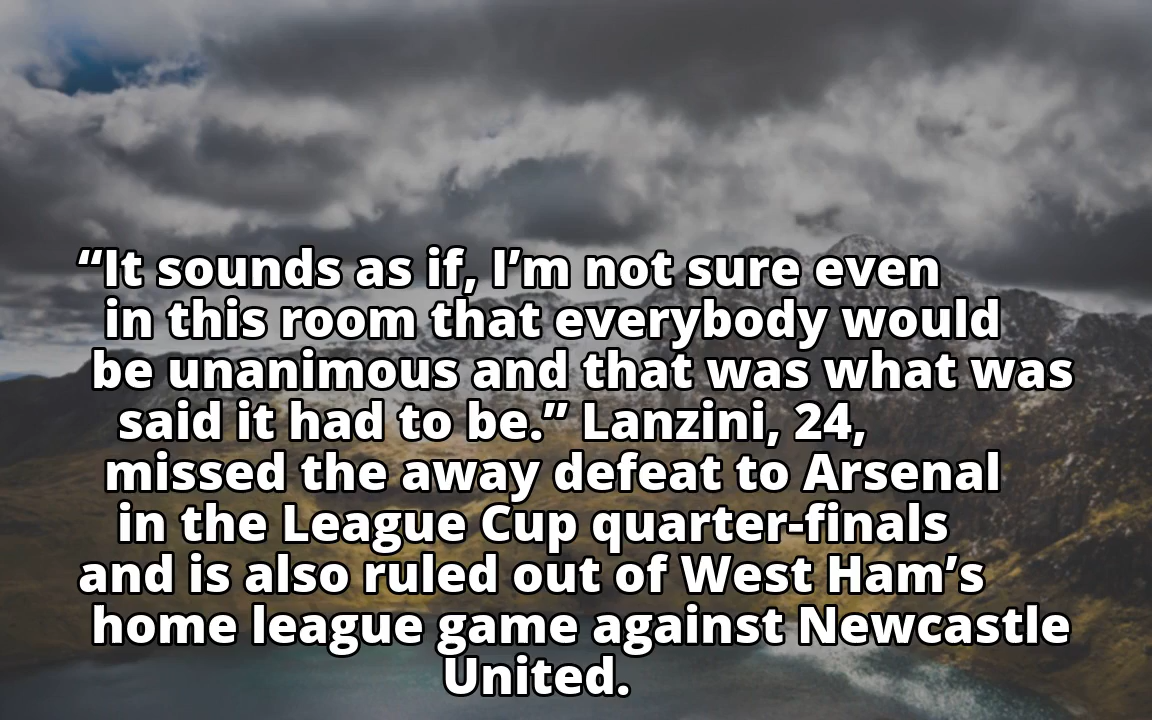 “It sounds as if, I’m not sure even
in this room that everybody would
be unanimous and that was what was
said it had to be.” Lanzini, 24,
missed the away defeat to Arsenal
in the League Cup quarter-finals
and is also ruled out of West Ham’s
home league game against Newcastle
United.